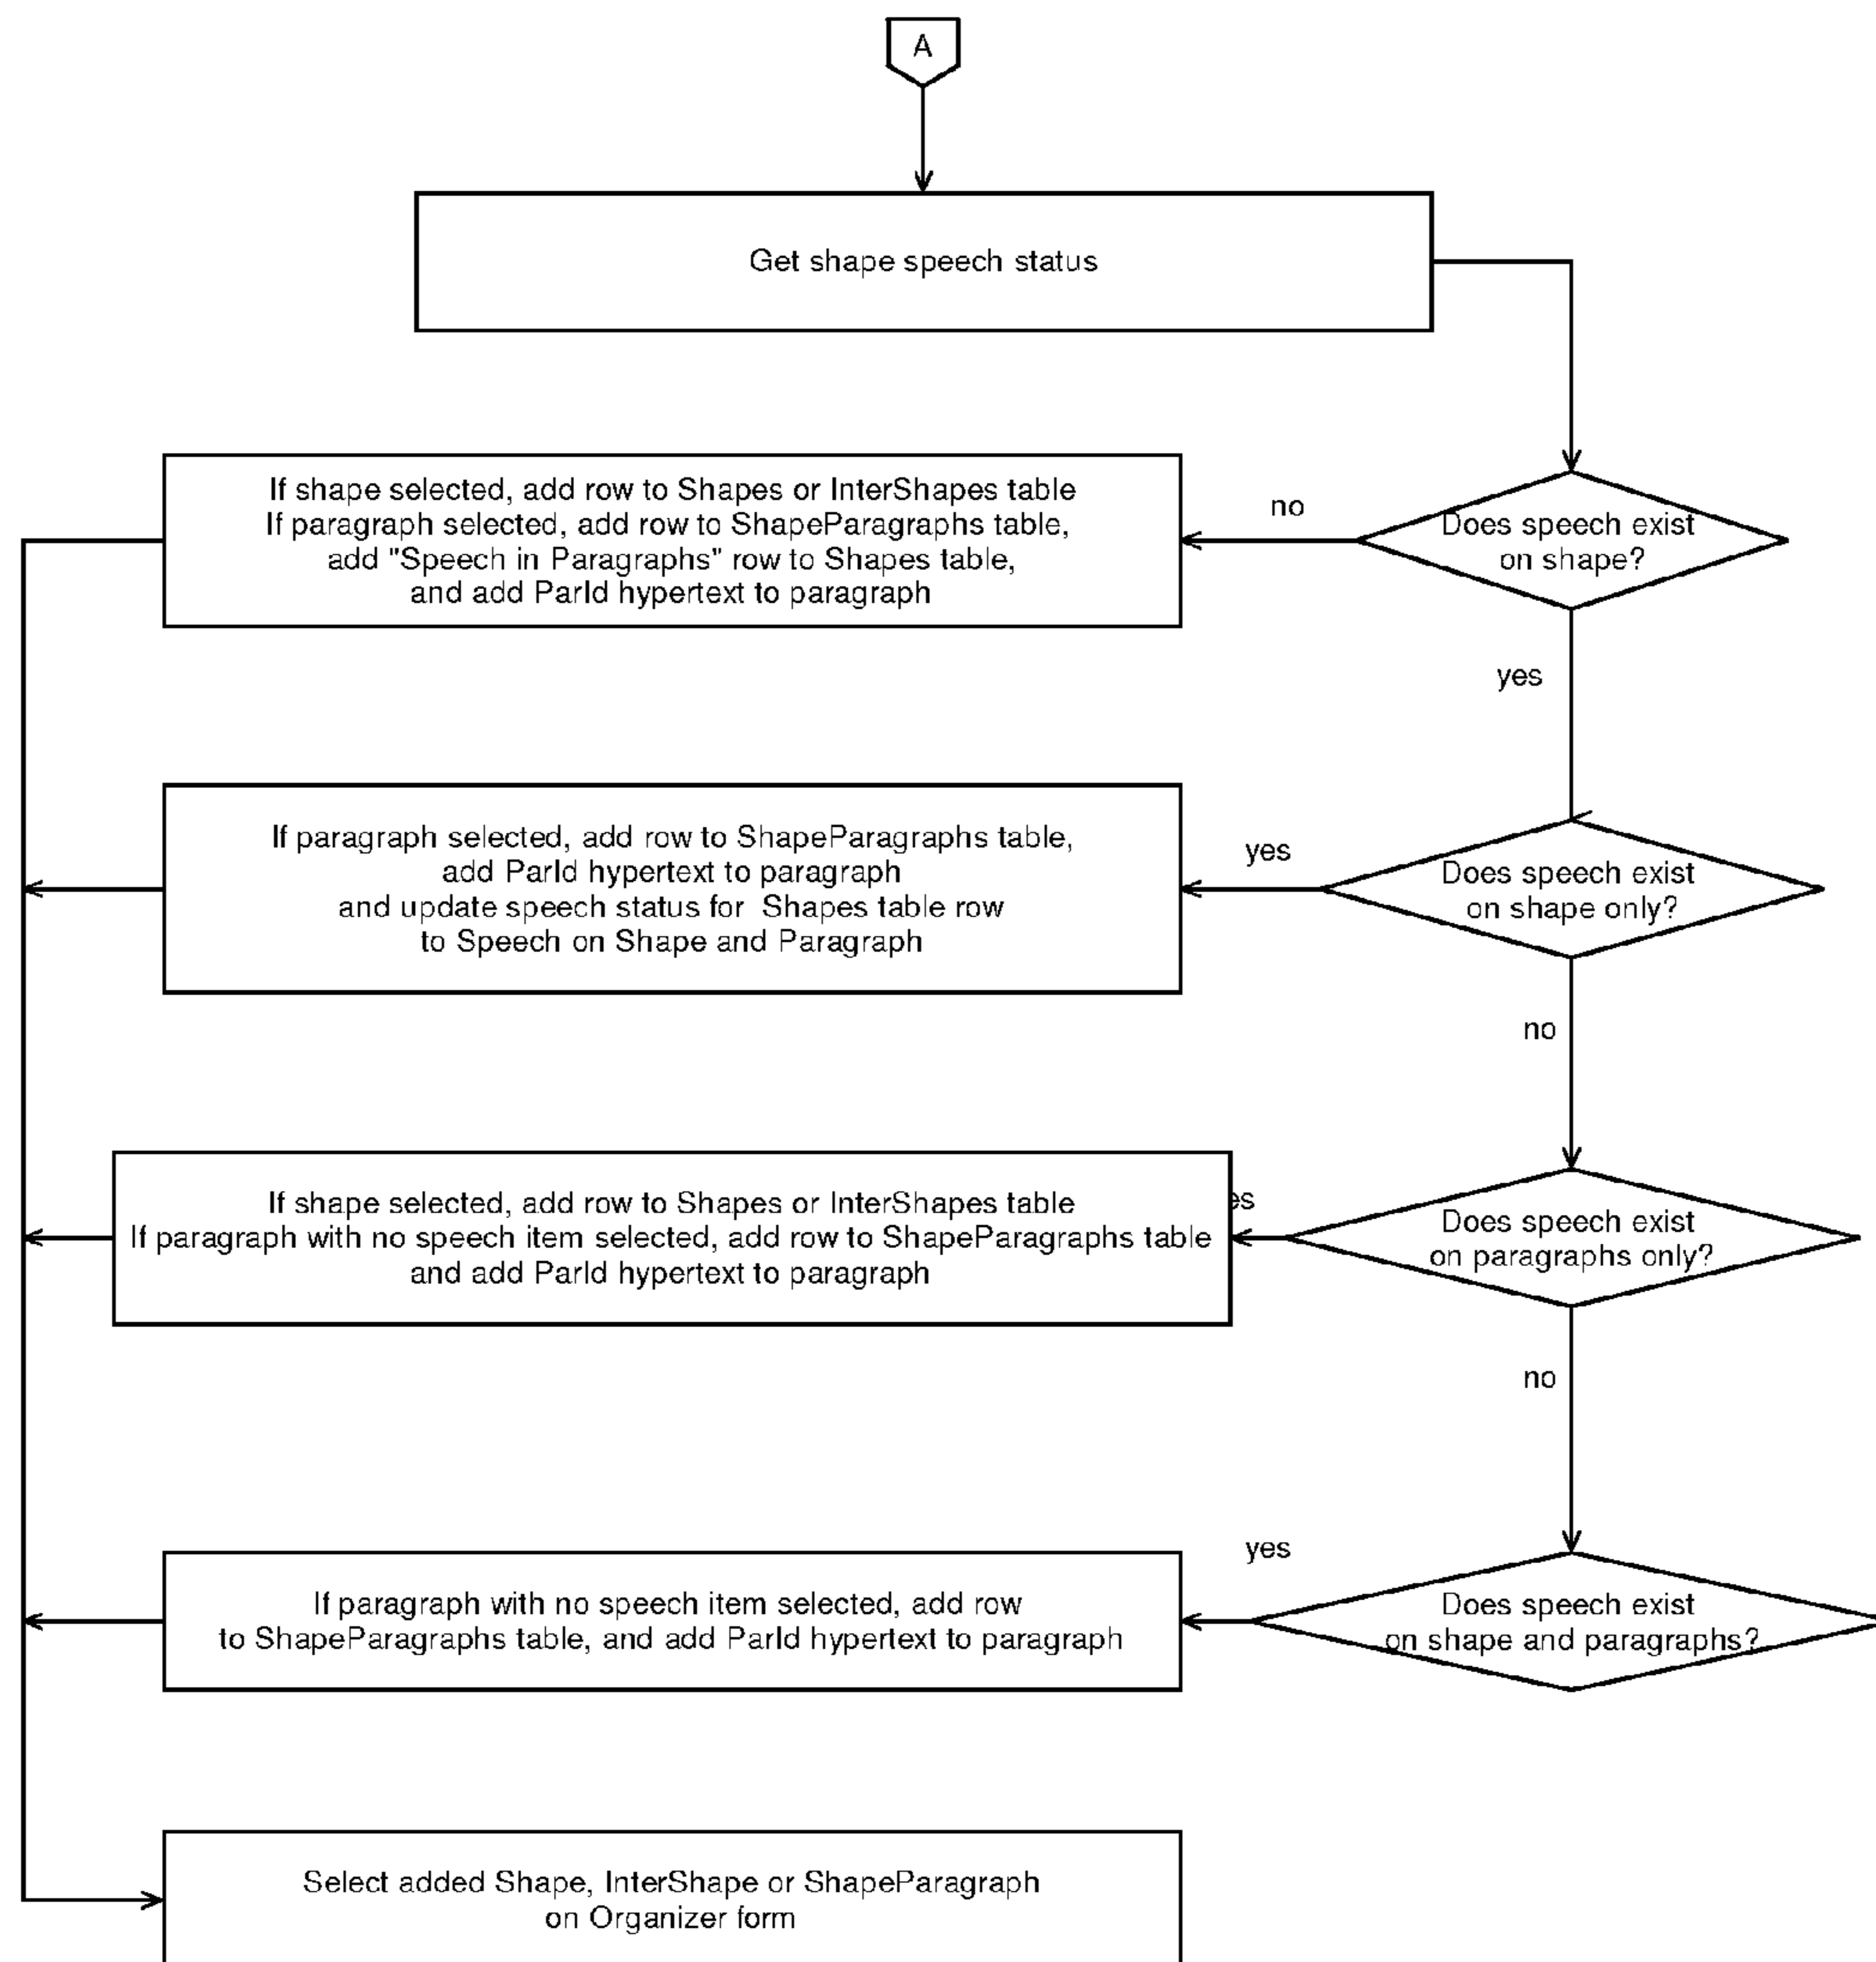 A
Get shape speech status
If shape selected, add row to Shapes or InterShapes table
If paragraph selected, add row to ShapeParagraphs table,
add "Speech in Paragraphs" row to Shapes table,
and add ParId hypertext to paragraph
no
Does speech exist
on shape?
yes
If paragraph selected, add row to ShapeParagraphs table,
add ParId hypertext to paragraph
and update speech status for Shapes table row
to Speech on Shape and Paragraph
yes
Does speech exist
on shape only?
no
If shape selected, add row to Shapes or InterShapes table
If paragraph with no speech item selected, add row to ShapeParagraphs table
and add ParId hypertext to paragraph
Does speech exist
on paragraphs only?
no
If paragraph with no speech item selected, add row
to ShapeParagraphs table, and add ParId hypertext to paragraph
yes
Does speech exist
on shape and paragraphs?
Select added Shape, InterShape or ShapeParagraph
on Organizer form